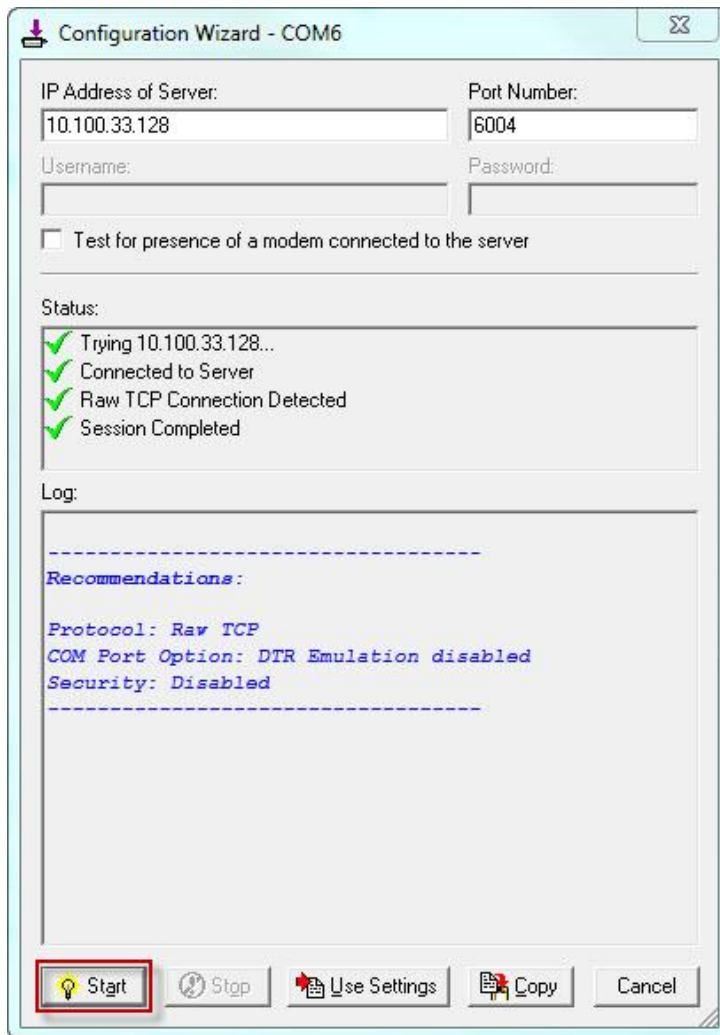 Configuration Wizard - COM6
IP Address of Server: Port Number:
10.100.33.128 6004
Username: Password:
Test for presence of a modem connected to the server
Status:
Trying 10.100.33.128...
Connected to Server
Raw TCP Connection Detected
Session Completed
Log:
-----------------------------------
Recommendations:
Protocol: Raw TCP
COM Port Option: DTR Emulation disabled
Security: Disabled
-----------------------------------
Start Stop Use Settings Copy Cancel